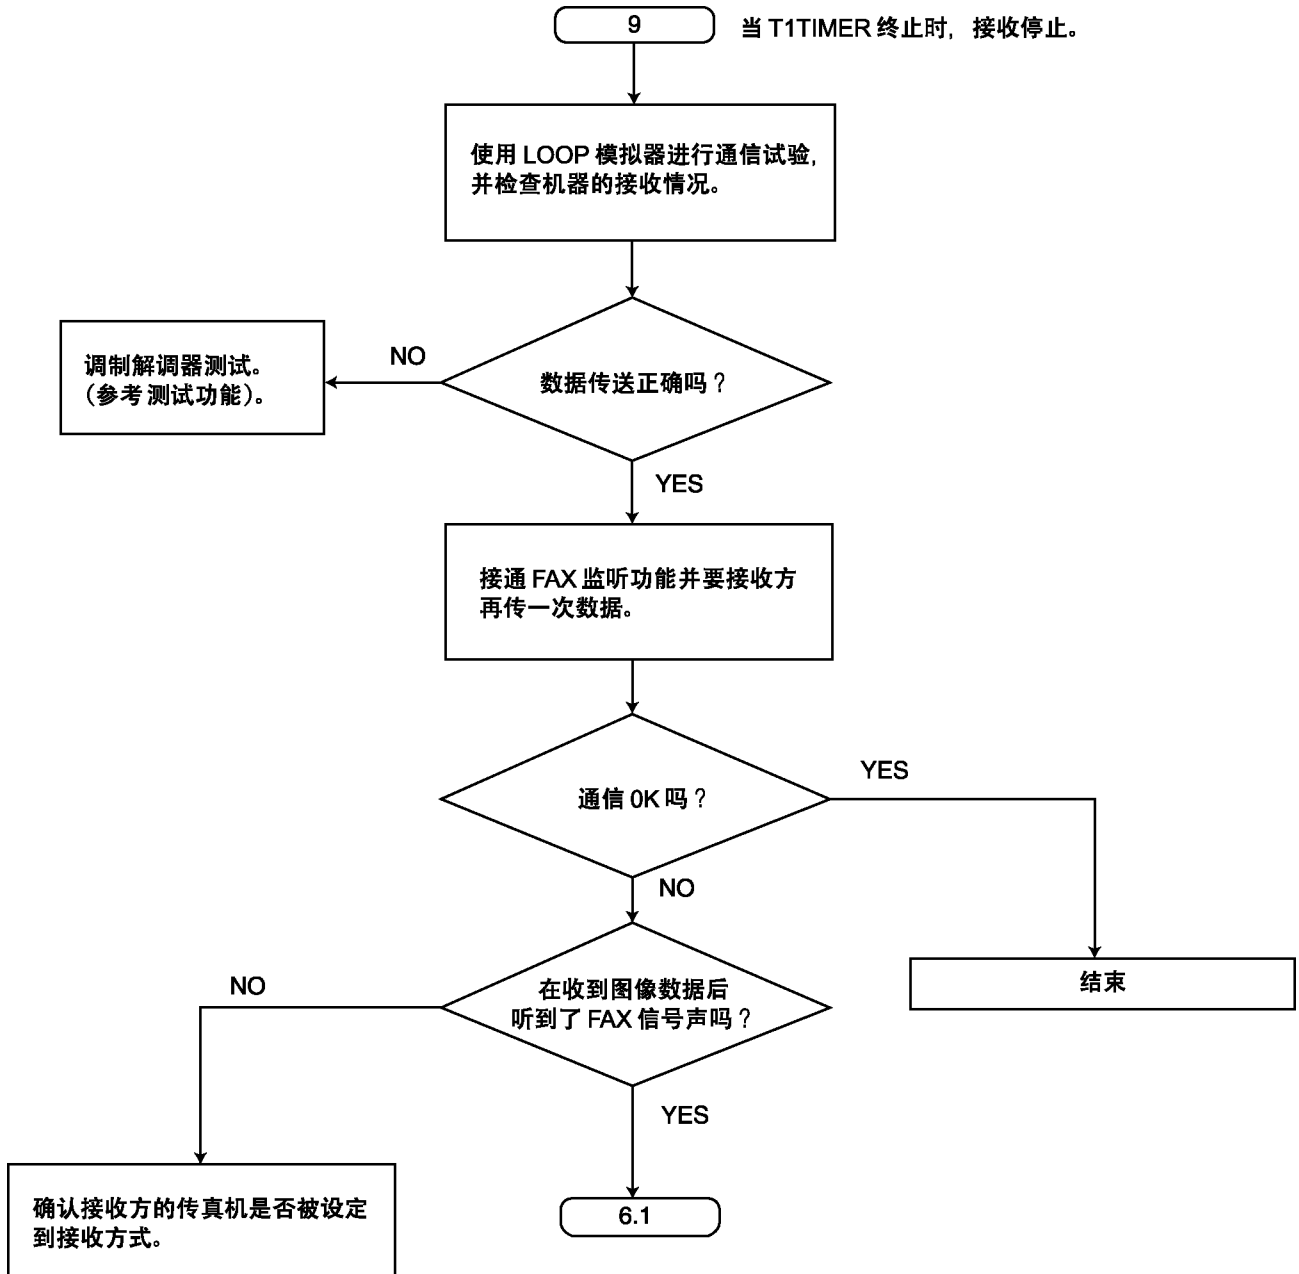 9
当 T1TIMER 终止时, 接收停止。
使用 LOOP 模拟器进行通信试验,
并检查机器的接收情况。
NO
调制解调器测试。
(参考 测试功能)。
数据传送正确吗?
YES
接通 FAX 监听功能并要接收方
再传一次数据。
YES
通信 0K 吗?
NO
结束
NO
在收到图像数据后
听到了 FAX 信号声吗?
YES
确认接收方的传真机是否被设定
到接收方式。
6.1